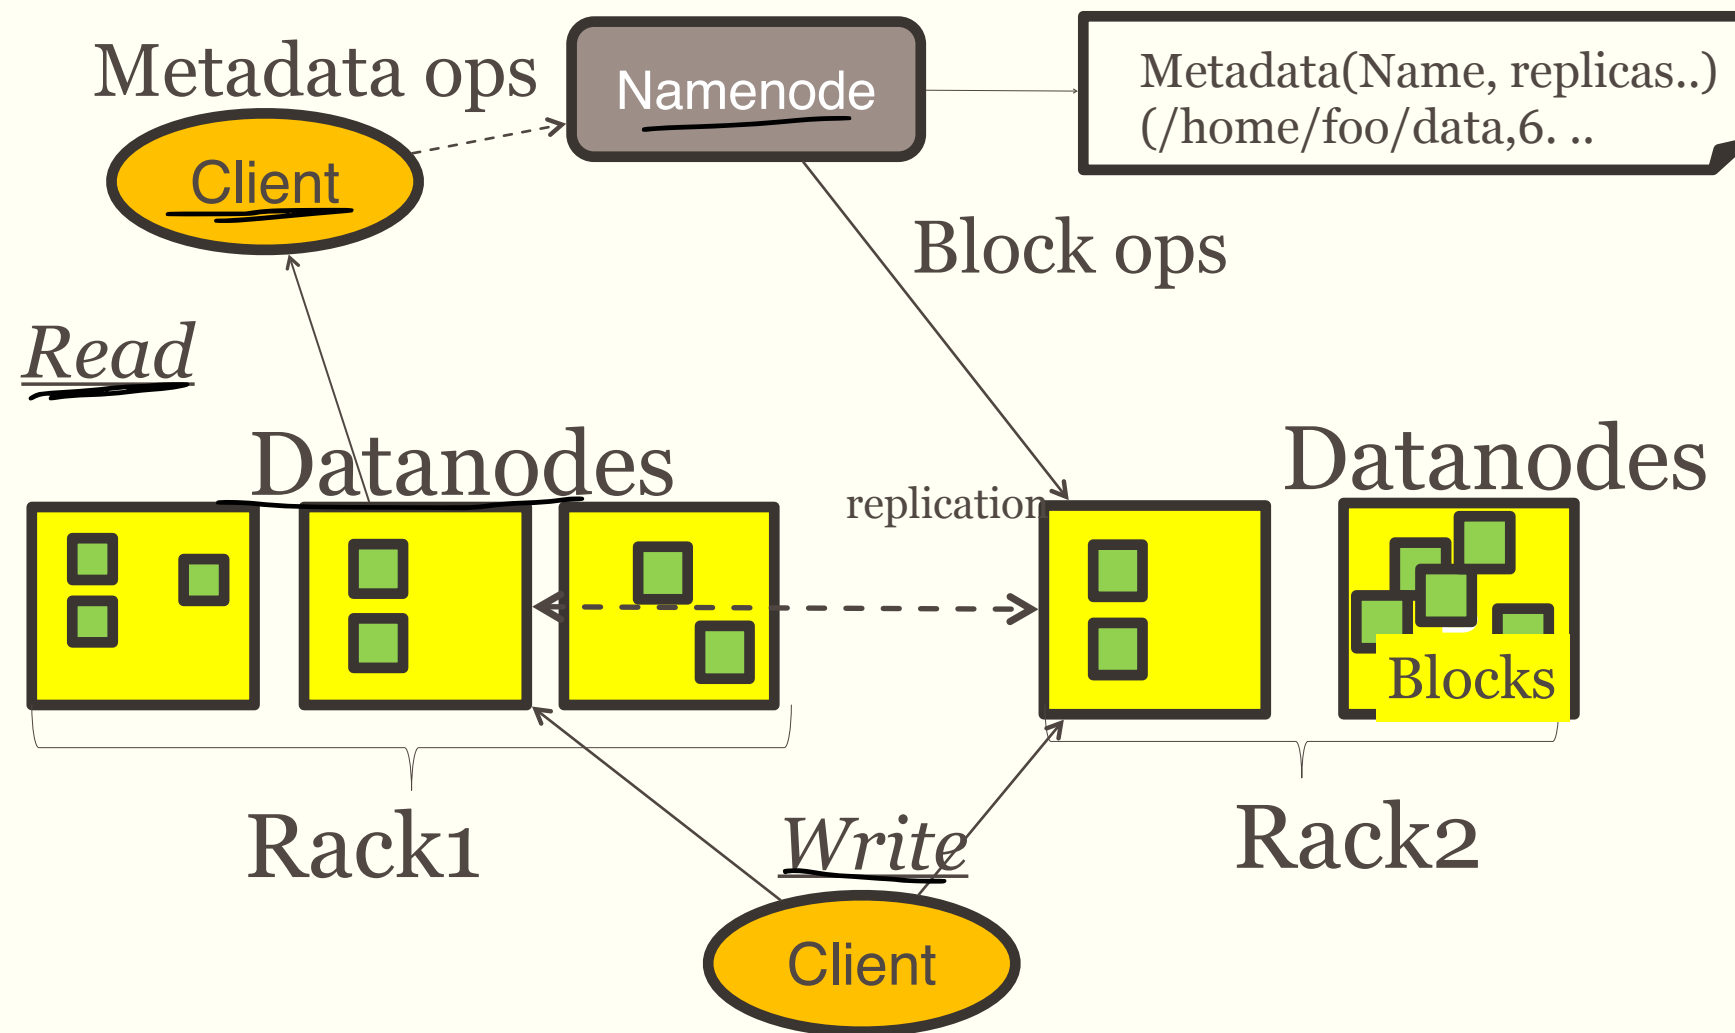 Metadata ops
Namenode
Metadata(Name, replicas..)
(/home/foo/data,6. ..
Client
Block ops
Read
Datanodes
Datanodes
replication
Blocks
Rack1
Write
Rack2
Client